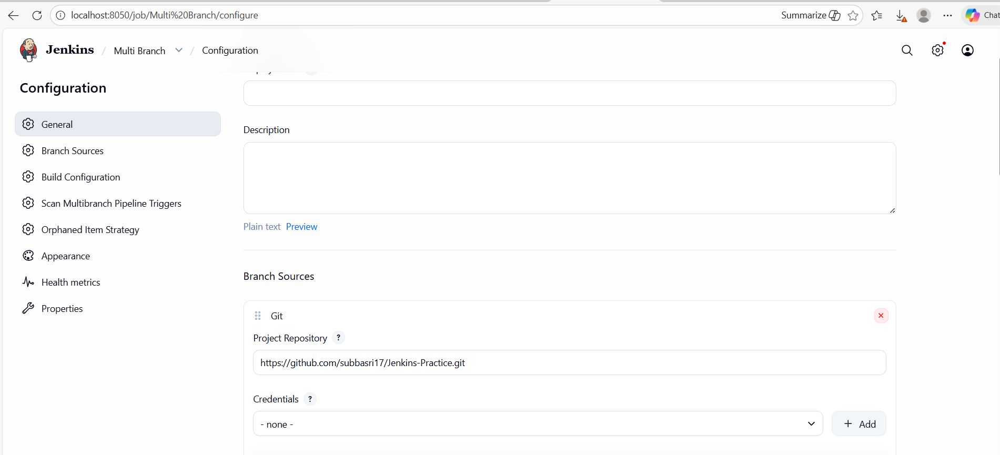 localhost:8050/job/Multi%20Branch/configure
Summarize
Chat
Jenkins / Multi Branch / Configuration
Configuration
General
Branch Sources
Build Configuration
Scan Multibranch Pipeline Triggers
Orphaned Item Strategy
Appearance
Health metrics
Properties
Description
Plain text Preview
Branch Sources
Git
Project Repository ?
https://github.com/subbasri17/Jenkins-Practice.git
Credentials ?
- none -
+ Add